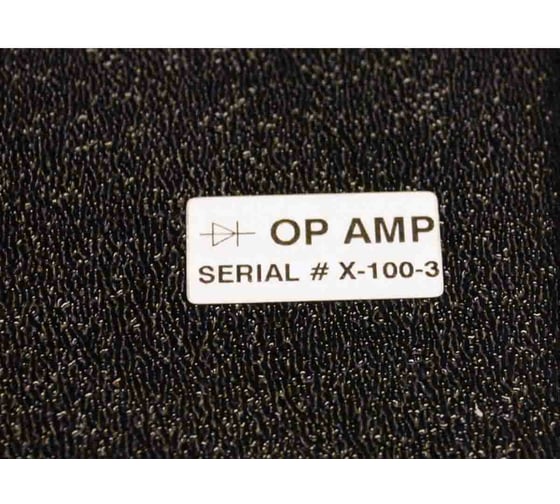 OP AMP
SERIAL # X-100-3